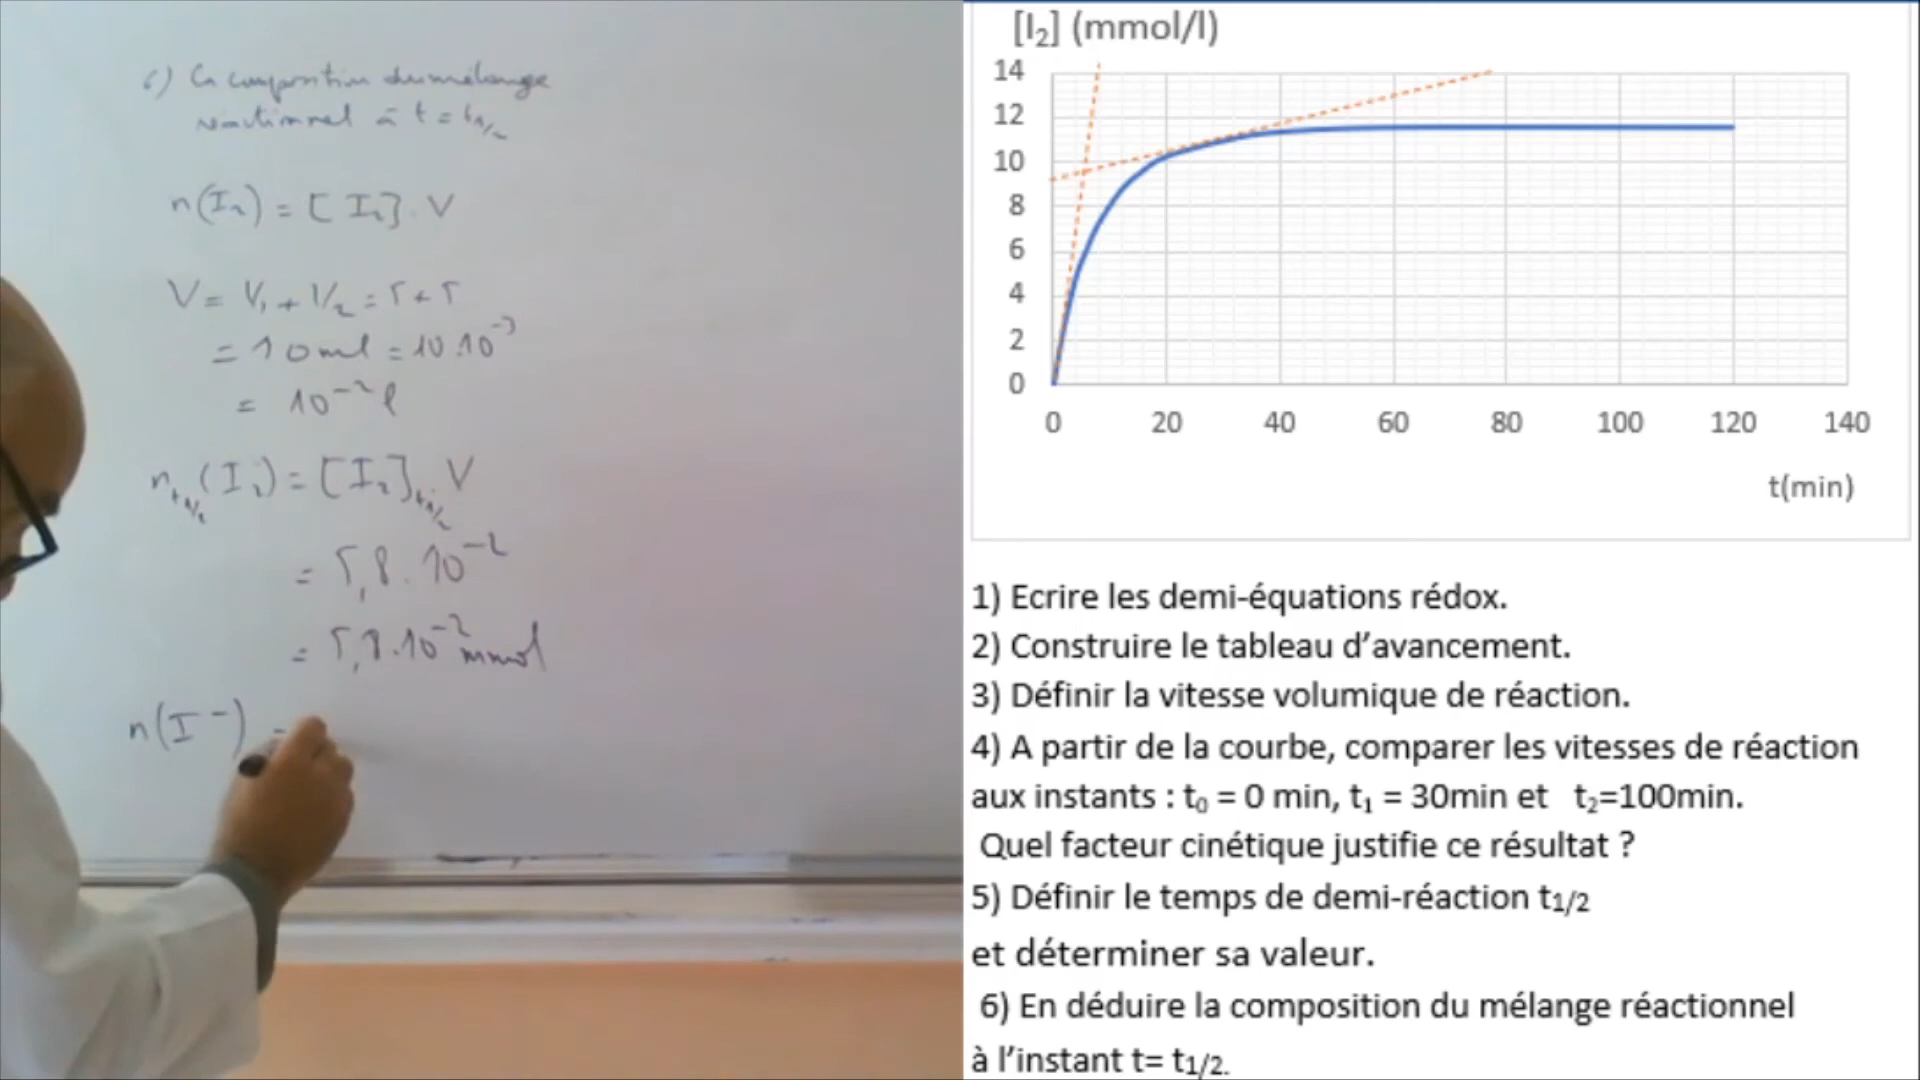 6) La composition du mélange
réactionnel à t = t1/2
n(I₂) = [I₂] . V
V = V₁ + V₂ = 5 + 5
= 10 ml = 10.10⁻³
= 10⁻² l
n_t1/2 (I₂) = [I₂]_t1/2 V
= 5,8 . 10⁻²
= 5,8.10⁻² mmol
n(I⁻) =
[I₂] (mmol/l)
14
12
10
8
6
4
2
0
0 20 40 60 80 100 120 140
t(min)
1) Ecrire les demi-équations rédox.
2) Construire le tableau d’avancement.
3) Définir la vitesse volumique de réaction.
4) A partir de la courbe, comparer les vitesses de réaction
aux instants : t₀ = 0 min, t₁ = 30min et t₂=100min.
Quel facteur cinétique justifie ce résultat ?
5) Définir le temps de demi-réaction t1/2
et déterminer sa valeur.
6) En déduire la composition du mélange réactionnel
à l’instant t= t1/2.